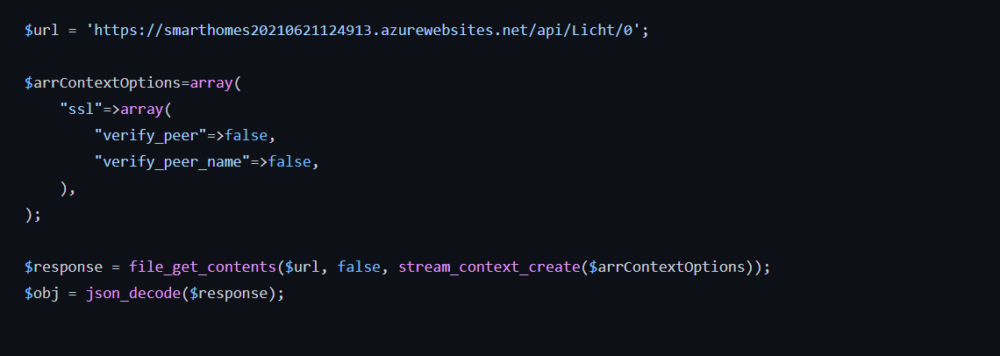 $url = 'https://smarthomes20210621124913.azurewebsites.net/api/Licht/0';
$arrContextOptions=array(
"ssl"=>array(
"verify_peer"=>false,
"verify_peer_name"=>false,
),
);
$response = file_get_contents($url, false, stream_context_create($arrContextOptions));
$obj = json_decode($response);